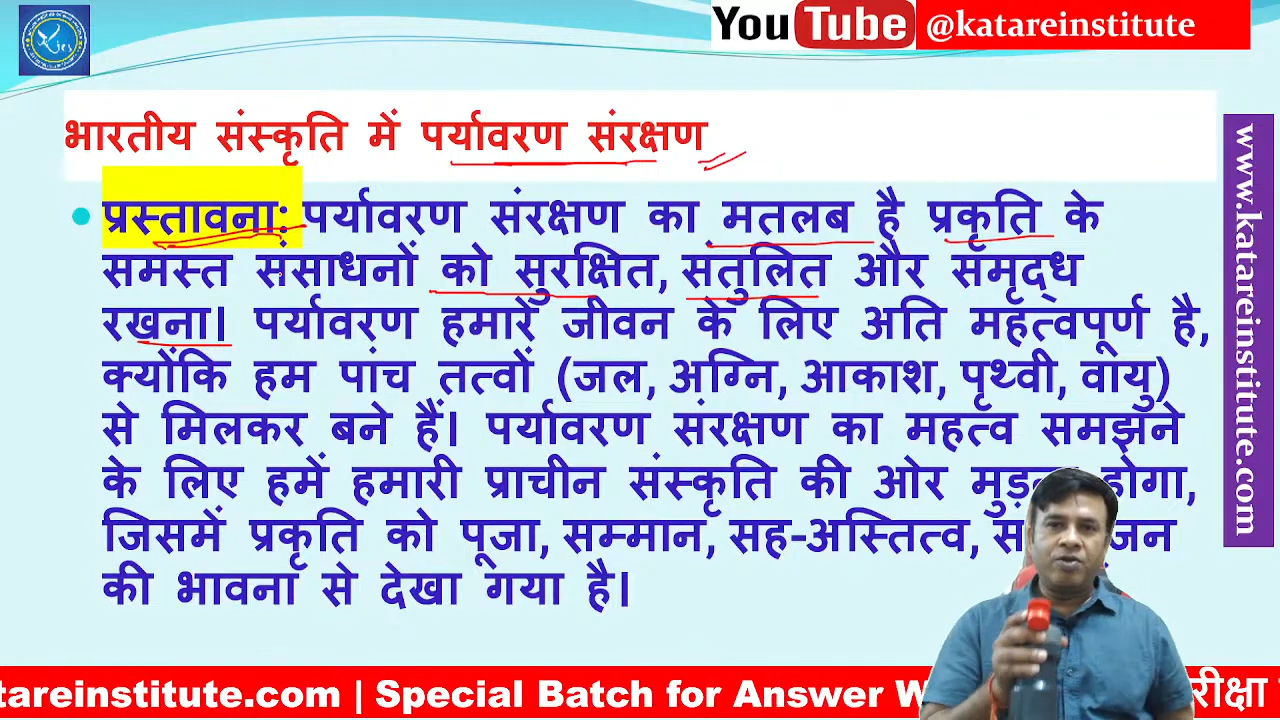 YouTube @katareinstitute
भारतीय संस्कृति में पर्यावरण संरक्षण
प्रस्तावना: पर्यावरण संरक्षण का मतलब है प्रकृति के
समस्त संसाधनों को सुरक्षित, संतुलित और समृद्ध
रखना। पर्यावरण हमारे जीवन के लिए अति महत्वपूर्ण है,
क्योंकि हम पांच तत्वों (जल, अग्नि, आकाश, पृथ्वी, वायु)
से मिलकर बने हैं। पर्यावरण संरक्षण का महत्व समझने
के लिए हमें हमारी प्राचीन संस्कृति की ओर होगा,
जिसमें प्रकृति को पूजा, सम्मान, सह-अस्तित्व,
की भावना से देखा गया है।
www.katareinstitute.com
tareinstitute.com | Special Batch for Answer